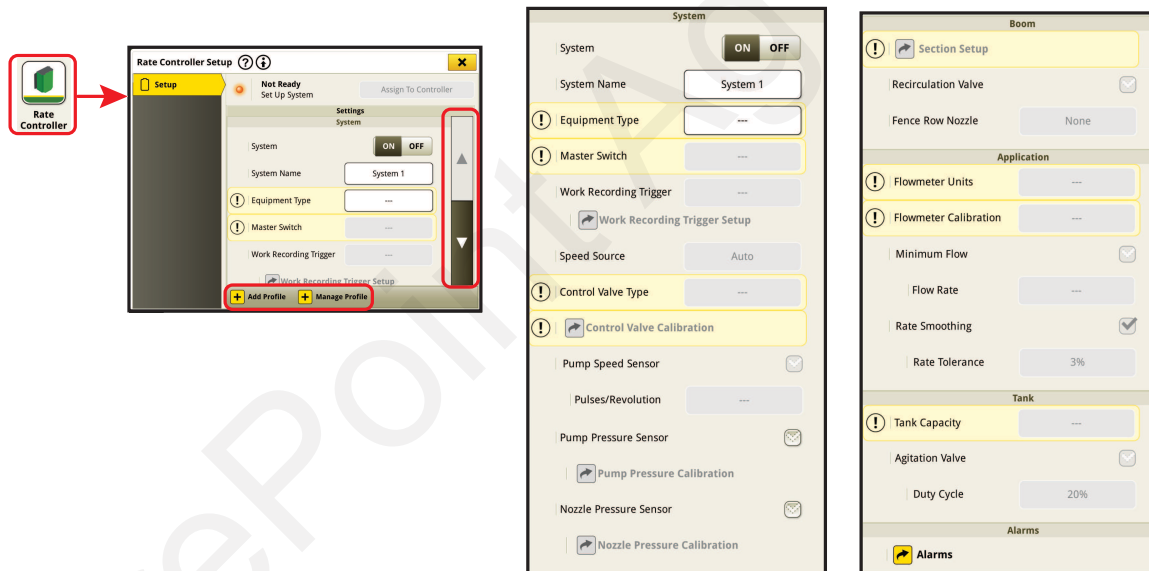 Rate
Controller
Rate Controller Setup ? i X
Setup
Not Ready
Set Up System
Assign To Controller
Settings
System
System ON OFF
System Name System 1
! Equipment Type ---
! Master Switch ---
Work Recording Trigger ---
Work Recording Trigger Setup
+ Add Profile + Manage Profile
System
System ON OFF
System Name System 1
! Equipment Type ---
! Master Switch ---
Work Recording Trigger ---
Work Recording Trigger Setup
Speed Source Auto
! Control Valve Type ---
! Control Valve Calibration
Pump Speed Sensor
Pulses/Revolution ---
Pump Pressure Sensor
Pump Pressure Calibration
Nozzle Pressure Sensor
Nozzle Pressure Calibration
Boom
! Section Setup
Recirculation Valve
Fence Row Nozzle None
Application
! Flowmeter Units ---
! Flowmeter Calibration ---
Minimum Flow
Flow Rate ---
Rate Smoothing
Rate Tolerance 3%
Tank
! Tank Capacity ---
Agitation Valve
Duty Cycle 20%
Alarms
Alarms